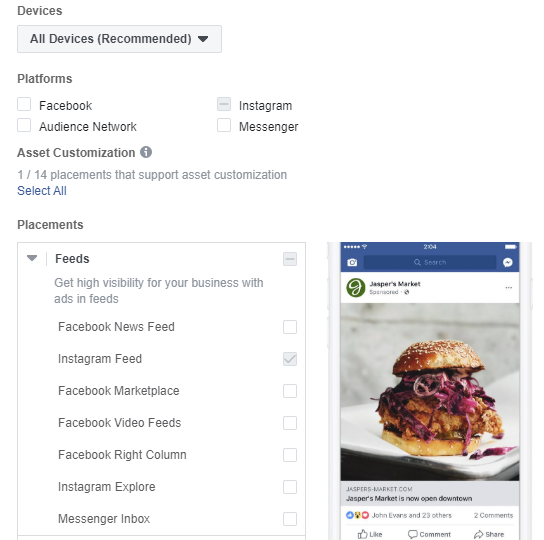 Devices
All Devices (Recommended)
Platforms
Facebook
Instagram
Audience Network
Messenger
Asset Customization
1 / 14 placements that support asset customization
Select All
Placements
Feeds
Get high visibility for your business with
ads in feeds
Facebook News Feed
Instagram Feed
Facebook Marketplace
Facebook Video Feeds
Facebook Right Column
Instagram Explore
Messenger Inbox
2:04
Search
Jasper's Market
Sponsored ·
JASPERS-MARKET.COM
Jasper's Market is now open downtown
John Evans and 23 others
2 Comments
Like
Comment
Share